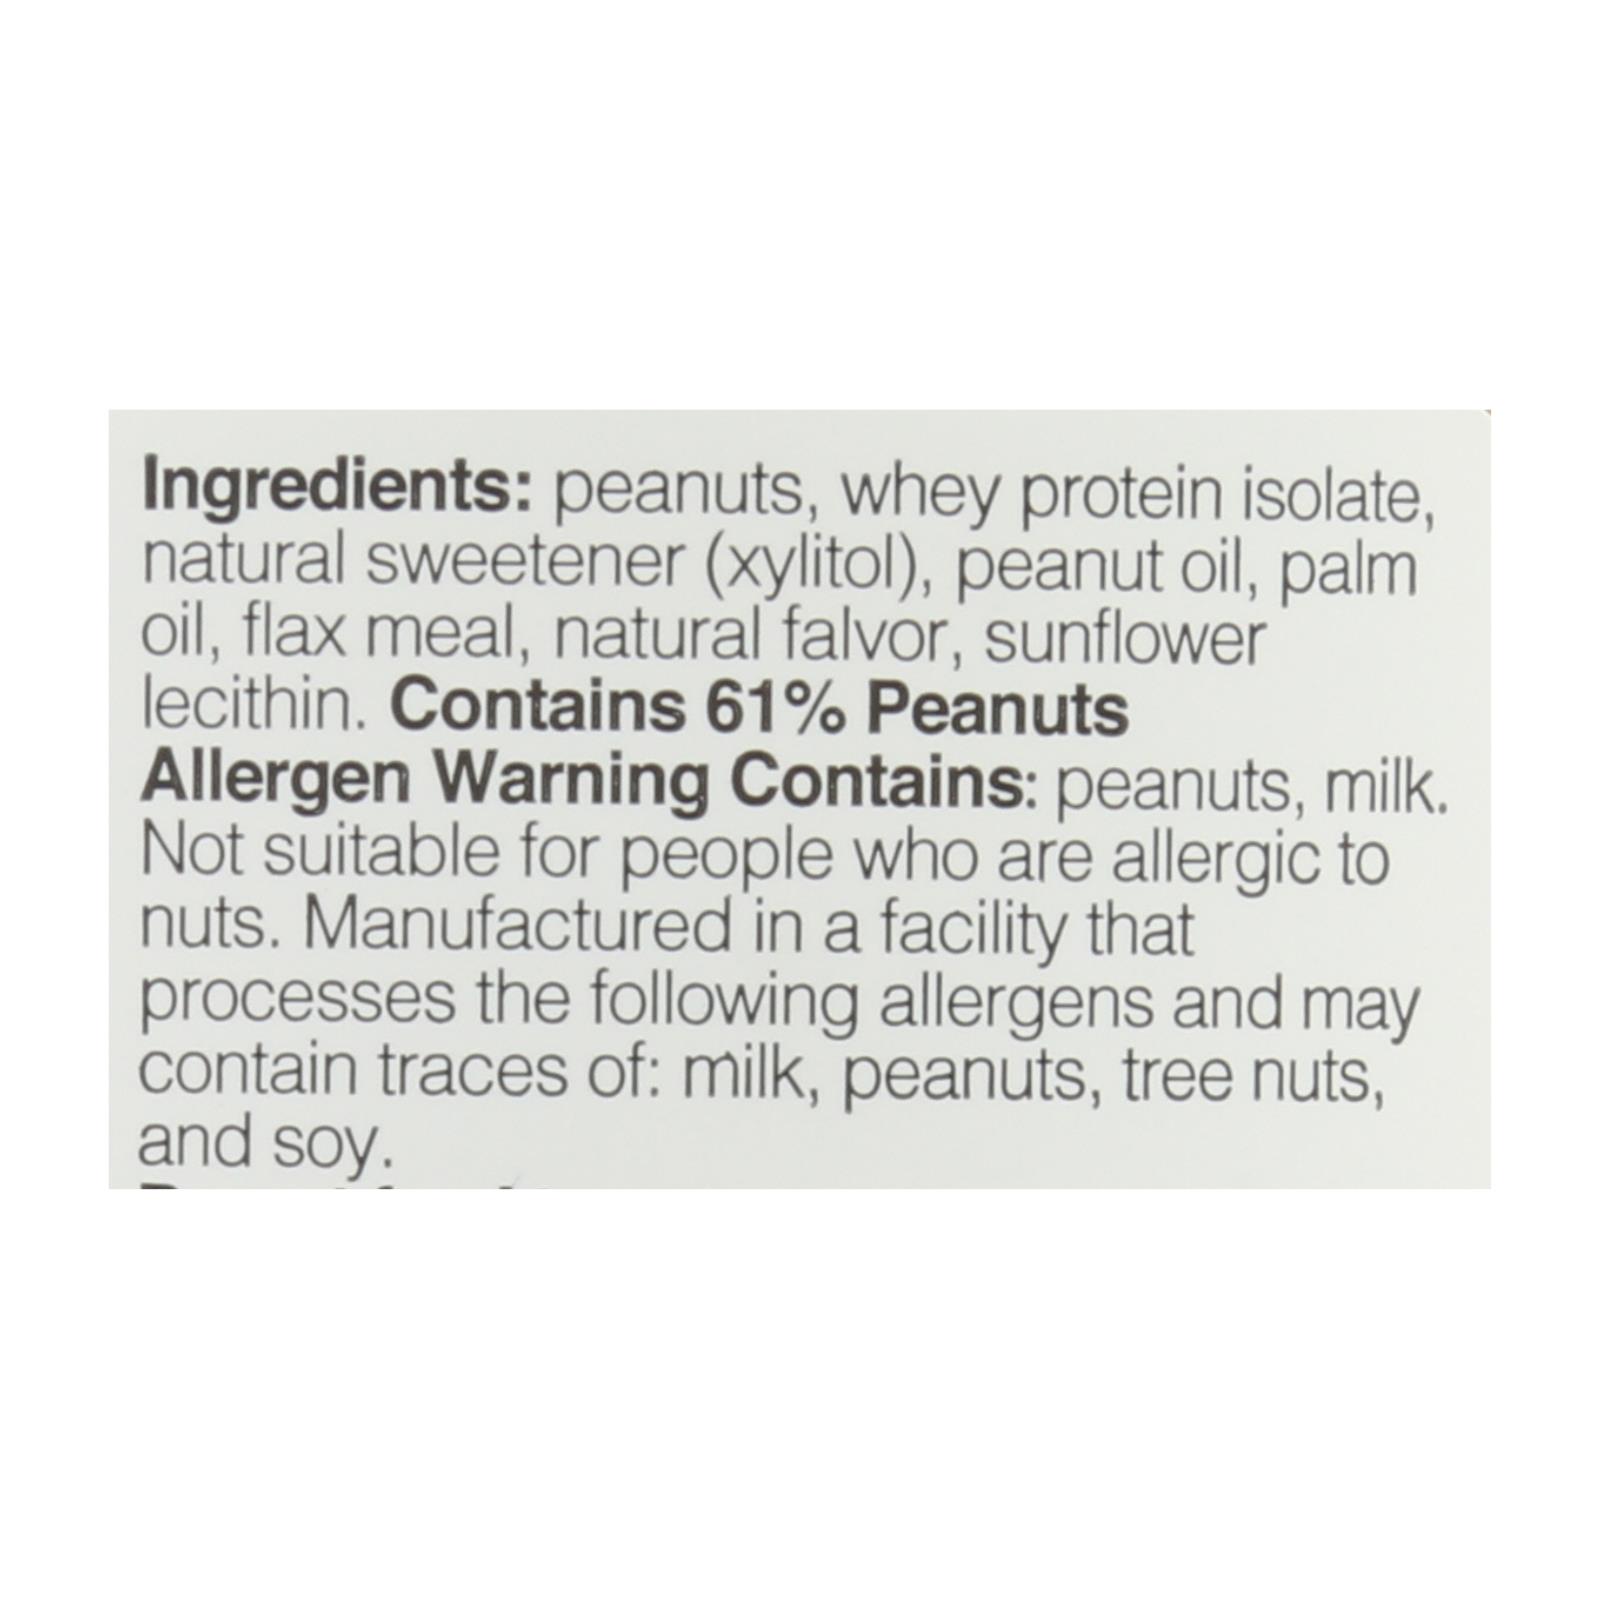 Ingredients: peanuts, whey protein isolate,
natural sweetener (xylitol), peanut oil, palm
oil, flax meal, natural falvor, sunflower
lecithin. Contains 61% Peanuts
Allergen Warning Contains: peanuts, milk.
Not suitable for people who are allergic to
nuts. Manufactured in a facility that
processes the following allergens and may
contain traces of: milk, peanuts, tree nuts,
and soy.